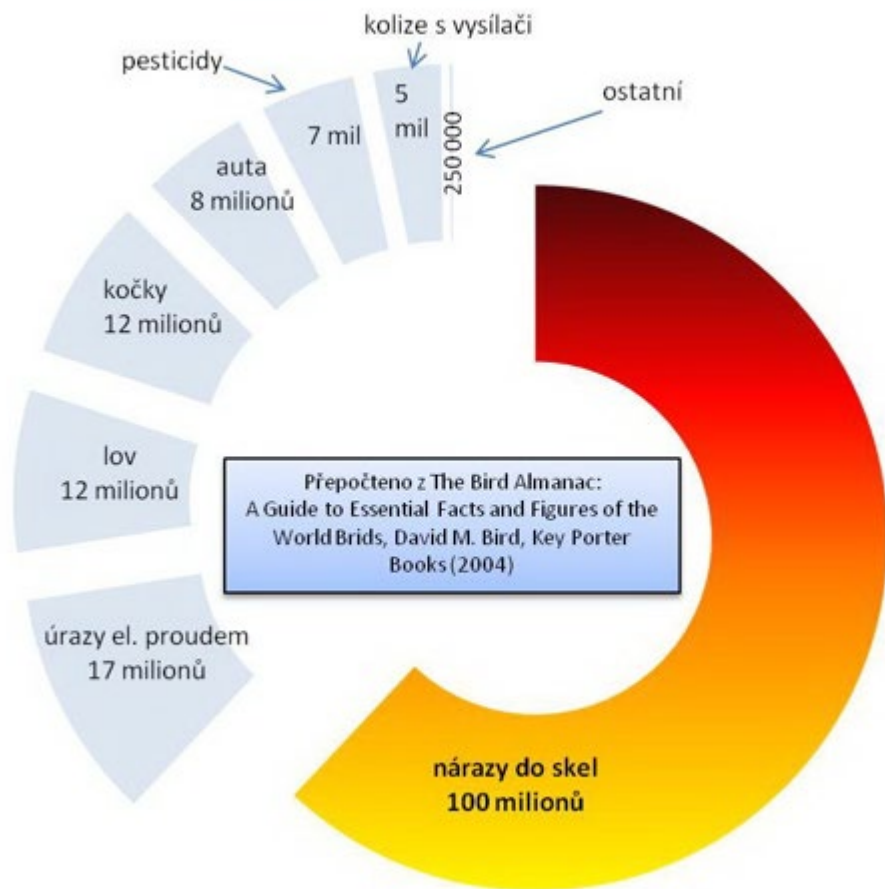 kolize s vysílači
pesticidy
5
mil
ostatní
7 mil
250 000
auta
8 milionů
kočky
12 milionů
lov
12 milionů
Přepočteno z The Bird Almanac:
A Guide to Essential Facts and Figures of the
World Brids, David M. Bird, Key Porter
Books (2004)
úrazy el. proudem
17 milionů
nárazy do skel
100 milionů